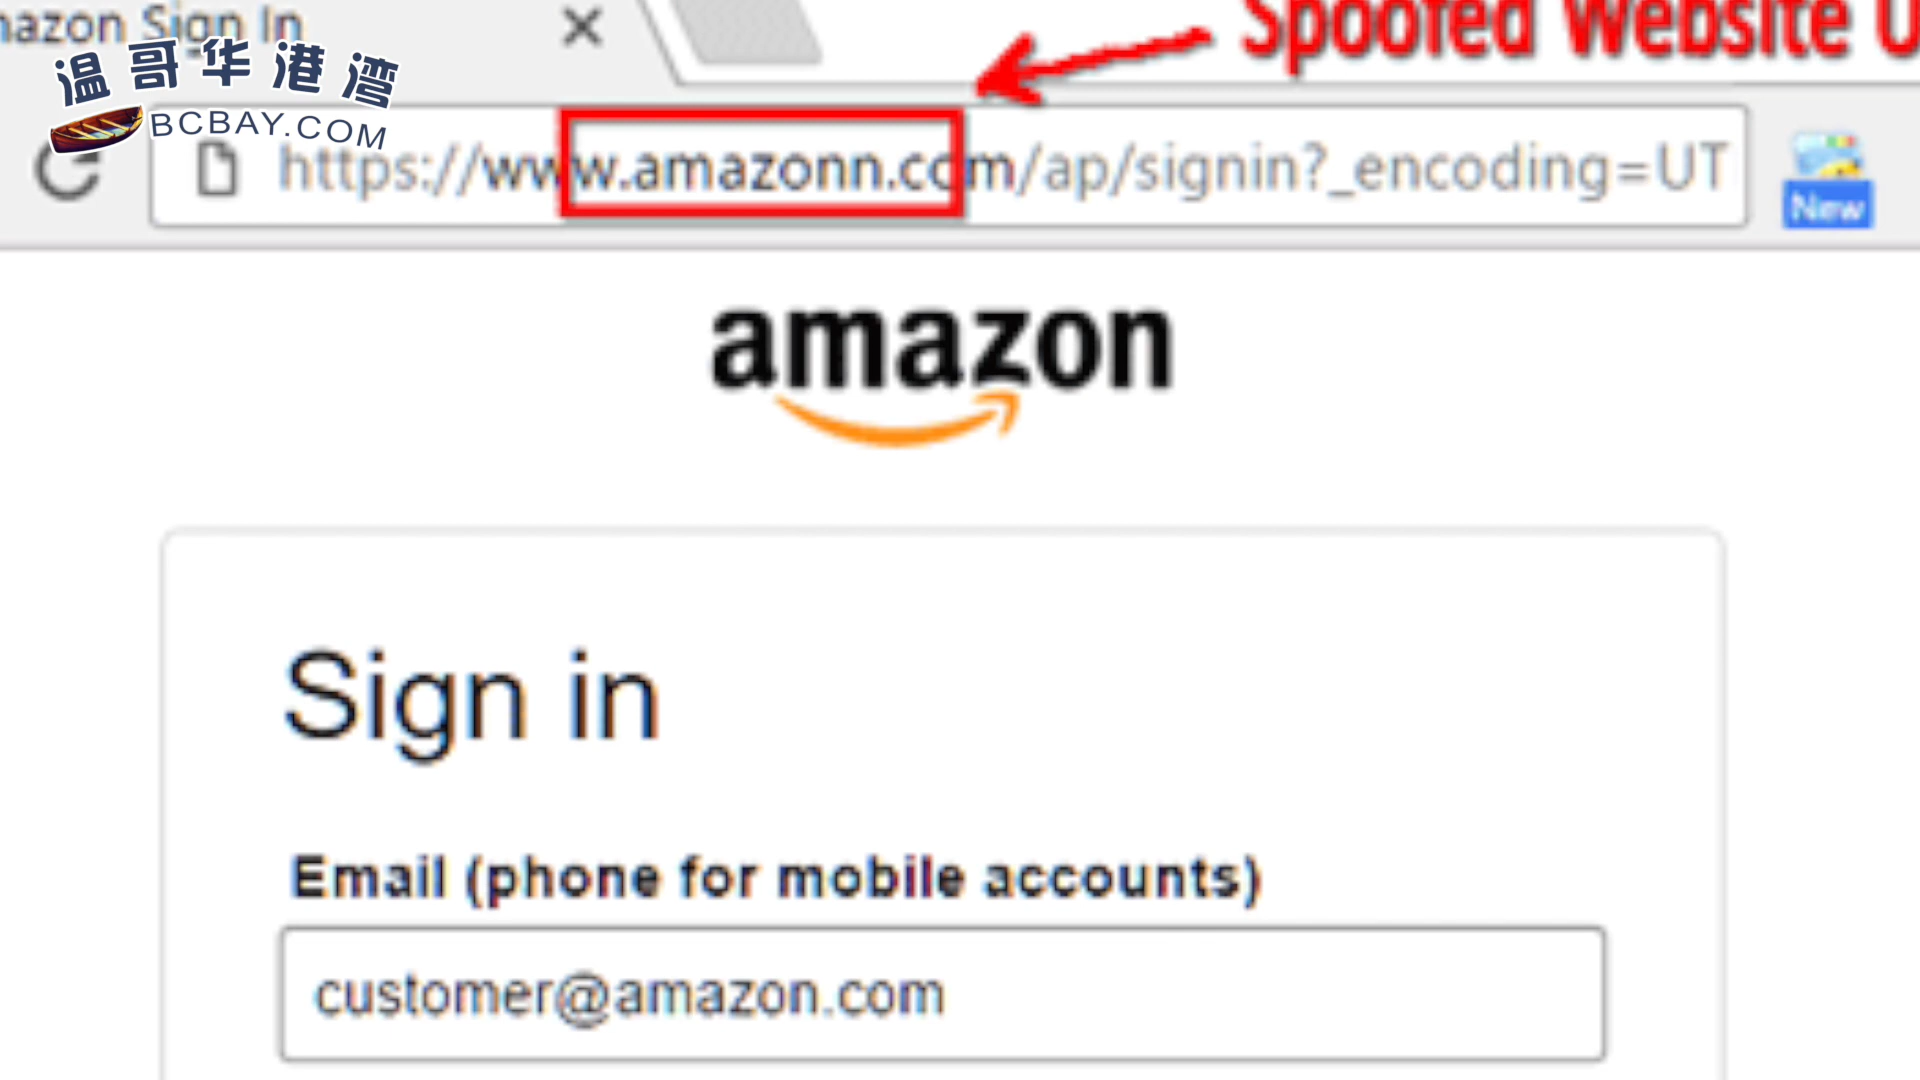 mazon Sign In
Spoofed Website U
温哥华港湾
BCBAY.COM
https://www.amazonn.com/ap/signin?_encoding=UT
New
amazon
Sign in
Email (phone for mobile accounts)
customer@amazon.com